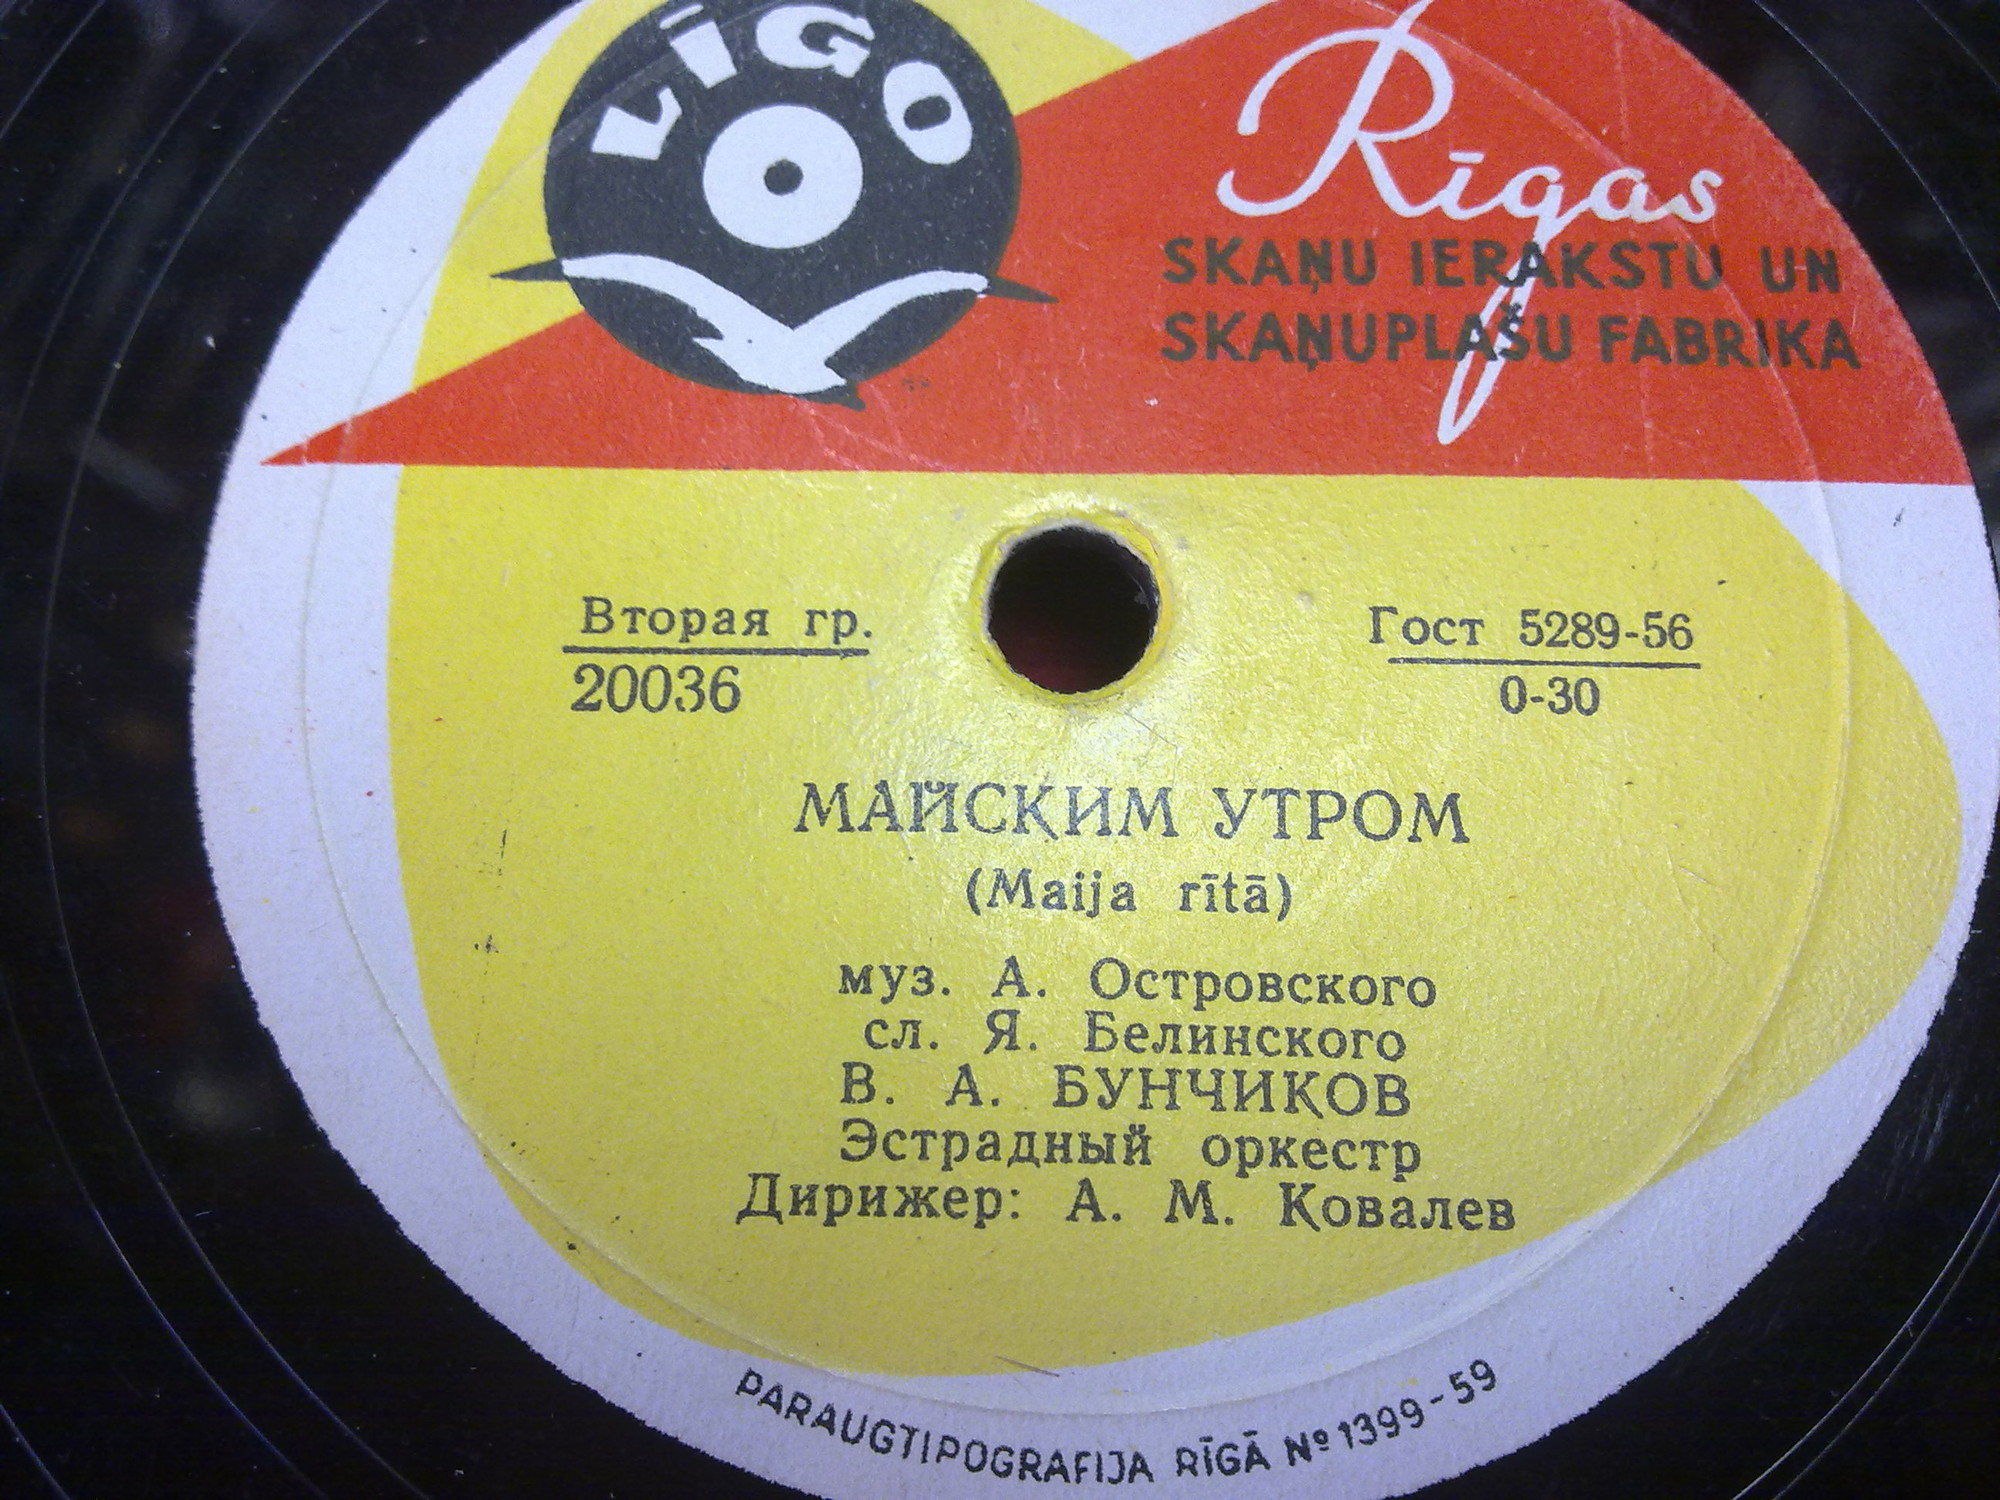 LĪGO
Rīgas
SKAŅU IERAKSTU UN
SKAŅUPLAŠU FABRIKA
Вторая гр.
20036
Гост 5289-56
0-30
МАЙСКИМ УТРОМ
(Maija rītā)
муз. А. Островского
сл. Я. Белинского
В. А. БУНЧИКОВ
Эстрадный оркестр
Дирижер: А. М. Ковалев
PARAUGTIPOGRAFIJA RĪGĀ № 1399-59